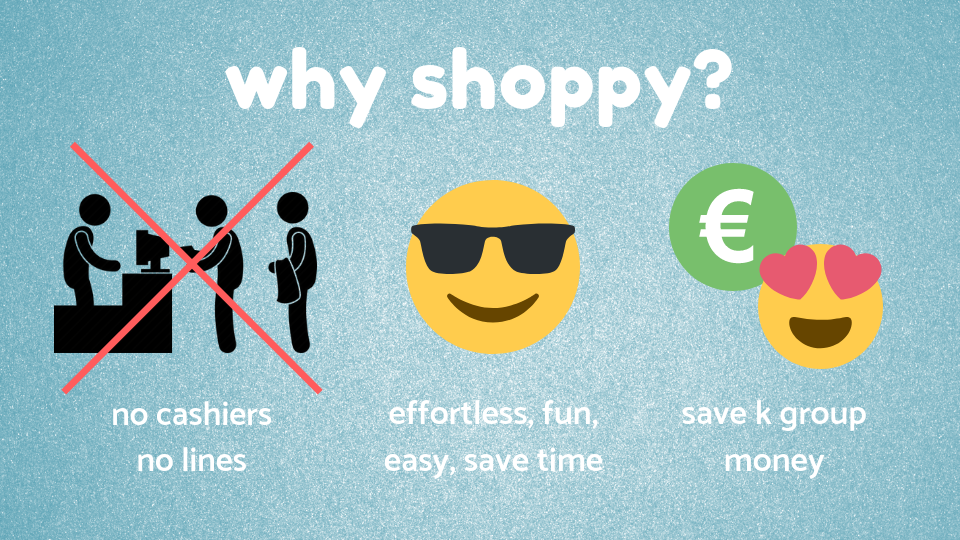 why shoppy?
€
no cashiers
no lines
effortless, fun,
easy, save time
save k group
money